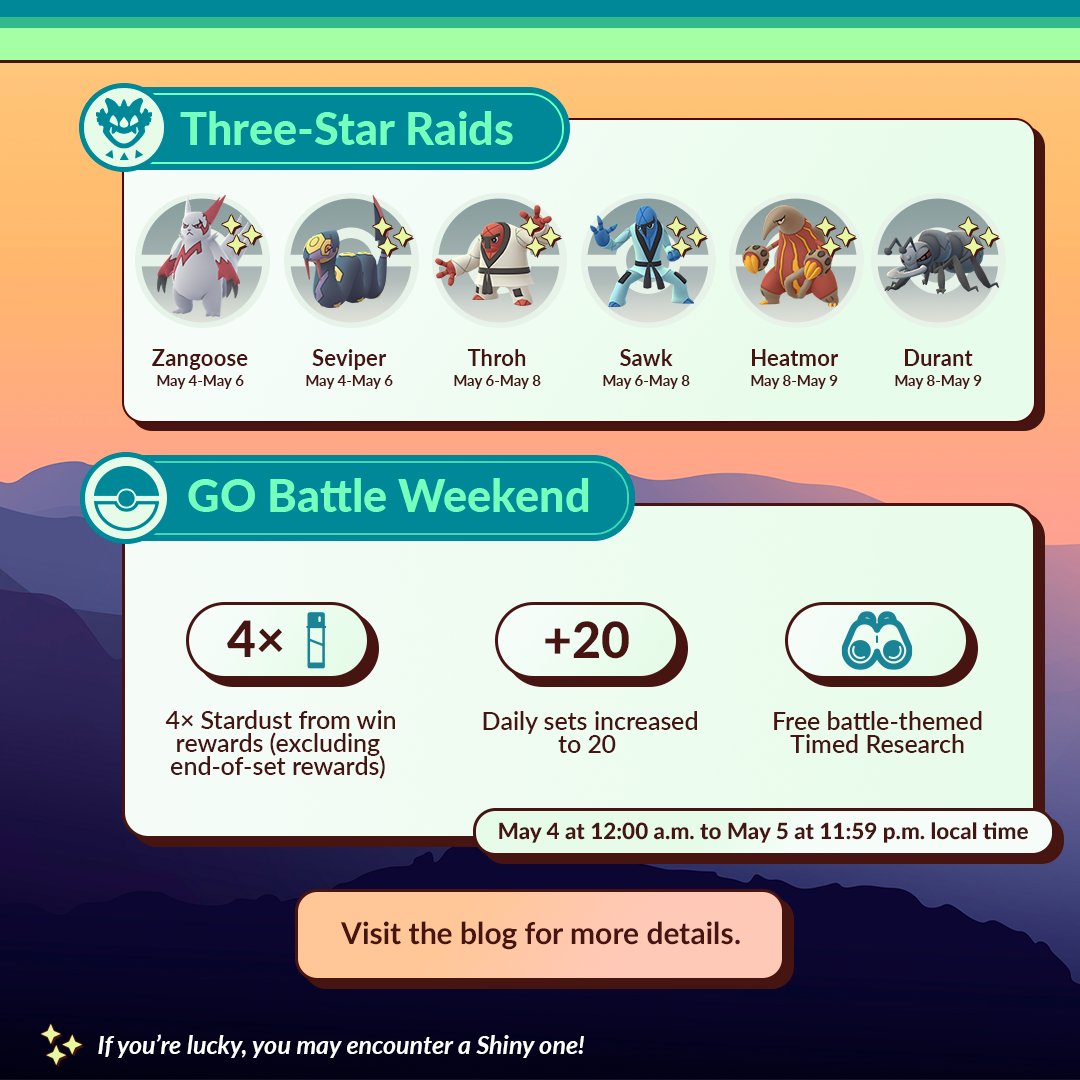 Three-Star Raids
Zangoose
May 4-May 6
Seviper
May 4-May 6
Throh
May 6-May 8
Sawk
May 6-May 8
Heatmor
May 8-May 9
Durant
May 8-May 9
GO Battle Weekend
4×
4× Stardust from win
rewards (excluding
end-of-set rewards)
+20
Daily sets increased
to 20
Free battle-themed
Timed Research
May 4 at 12:00 a.m. to May 5 at 11:59 p.m. local time
Visit the blog for more details.
If you’re lucky, you may encounter a Shiny one!